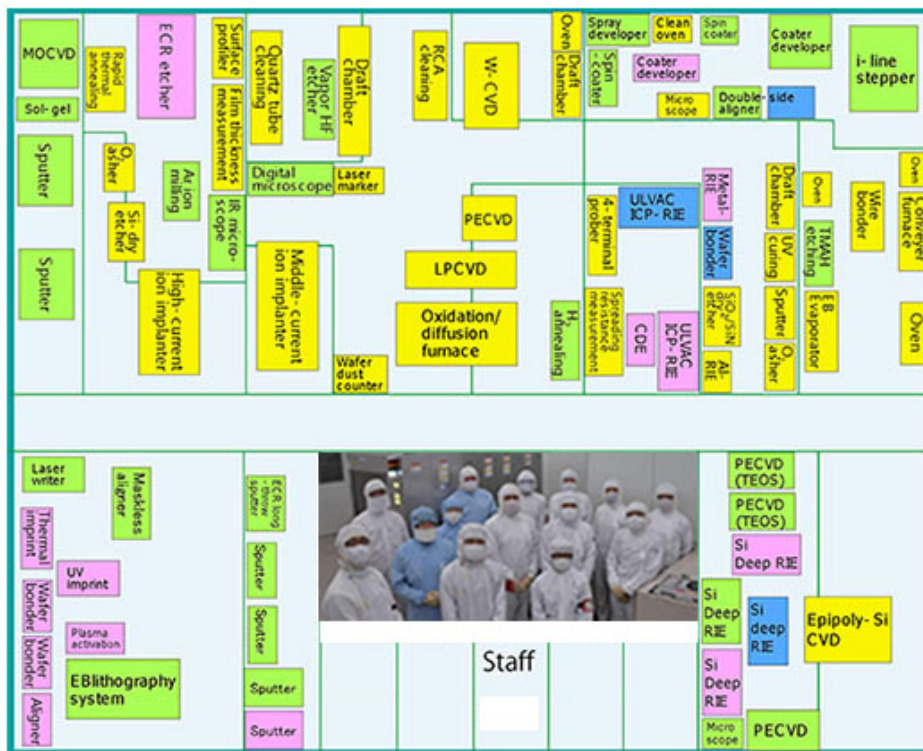 MOCVD
Rapid
thermal
annealing
ECR etcher
Surface
profiler
Quartz tube
cleaning
Vapor HF
etcher
Draft
chamber
RCA
cleaning
W- CVD
Oven
Draft
chamber
Spray developer
Clean
oven
Spin
coater
Coater
developer
i- line
stepper
Spin
coater
Coater
developer
Sol- gel
Film thickness
measurement
Micro
scope
Double- side
aligner
Sputter
O₂
asher
Ar ion
milling
Digital
microscope
Laser
marker
IR micro-
scope
Si- dry
etcher
PECVD
4- terminal
prober
ULVAC
ICP- RIE
Metal-
RIE
Draft
chamber
Oven
Wire
bonder
Oven
Conveyer
furnace
Sputter
High- current
ion implanter
Middle- current
ion implanter
LPCVD
Wafer
bonder
UV
curing
TMAH
etching
Oxidation/
diffusion
furnace
H₂
annealing
Spreading
resistance
measurement
CDE
ULVAC
ICP- RIE
SiO₂/SiN
dry
etcher
Sputter
EB
Evaporator
Oven
Wafer dust
counter
Al-
RIE
O₂
asher
Laser
writer
Maskless
aligner
ECR long
- throw
sputter
PECVD
(TEOS)
PECVD
(TEOS)
Thermal
imprint
Si
Deep RIE
UV
imprint
Sputter
Wafer
bonder
Si
Deep
RIE
Si
deep
RIE
Epipoly- Si
CVD
Plasma
activation
Sputter
Wafer
bonder
EBlithography
system
Staff
Sputter
Si
Deep
RIE
Aligner
Sputter
Micro
scope
PECVD